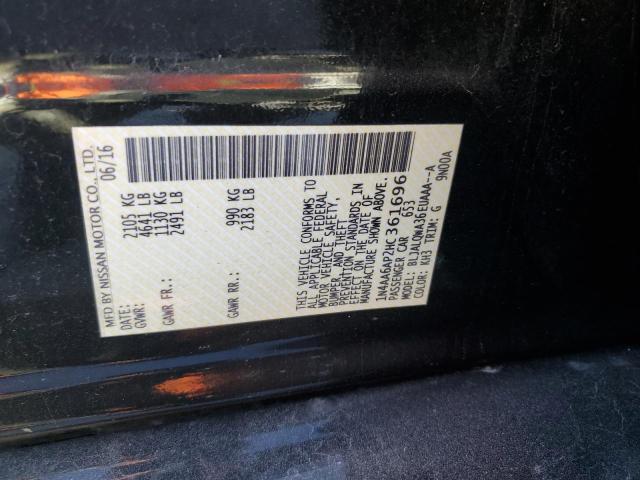 MFD BY NISSAN MOTOR CO., LTD.
DATE: 06/16
GVWR: 2105 KG
4641 LB
GAWR FR.: 1130 KG
2491 LB
GAWR RR.: 990 KG
2183 LB
THIS VEHICLE CONFORMS TO
ALL APPLICABLE FEDERAL
MOTOR VEHICLE SAFETY,
BUMPER, AND THEFT
PREVENTION STANDARDS IN
EFFECT ON THE DATE OF
MANUFACTURE SHOWN ABOVE.
1N4AA6AP2HC361696
PASSENGER CAR 653
MODEL: BLJALOWA36EUAAA--A
COLOR: KH3 TRIM: G 9N00A